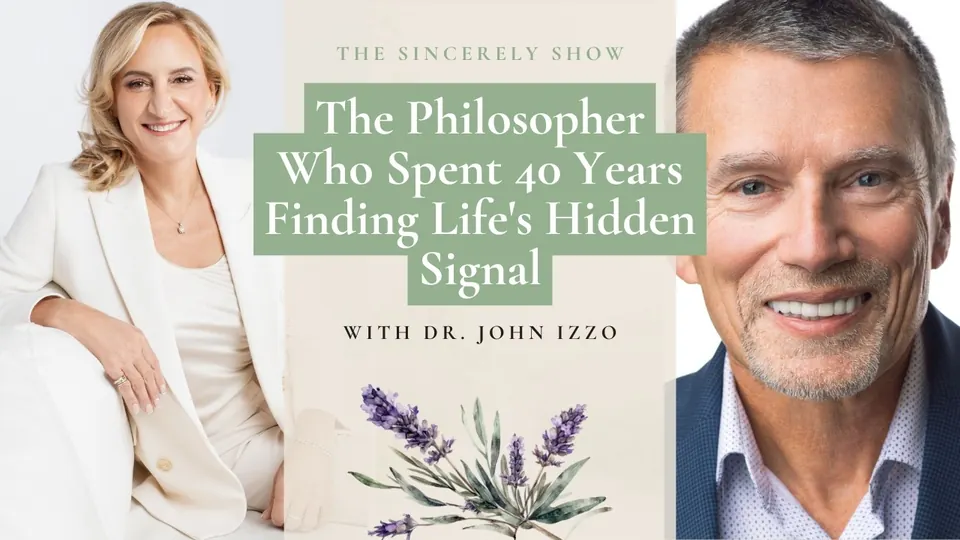 THE SINCERELY SHOW
The Philosopher
Who Spent 40 Years
Finding Life's Hidden
Signal
WITH DR. JOHN IZZO